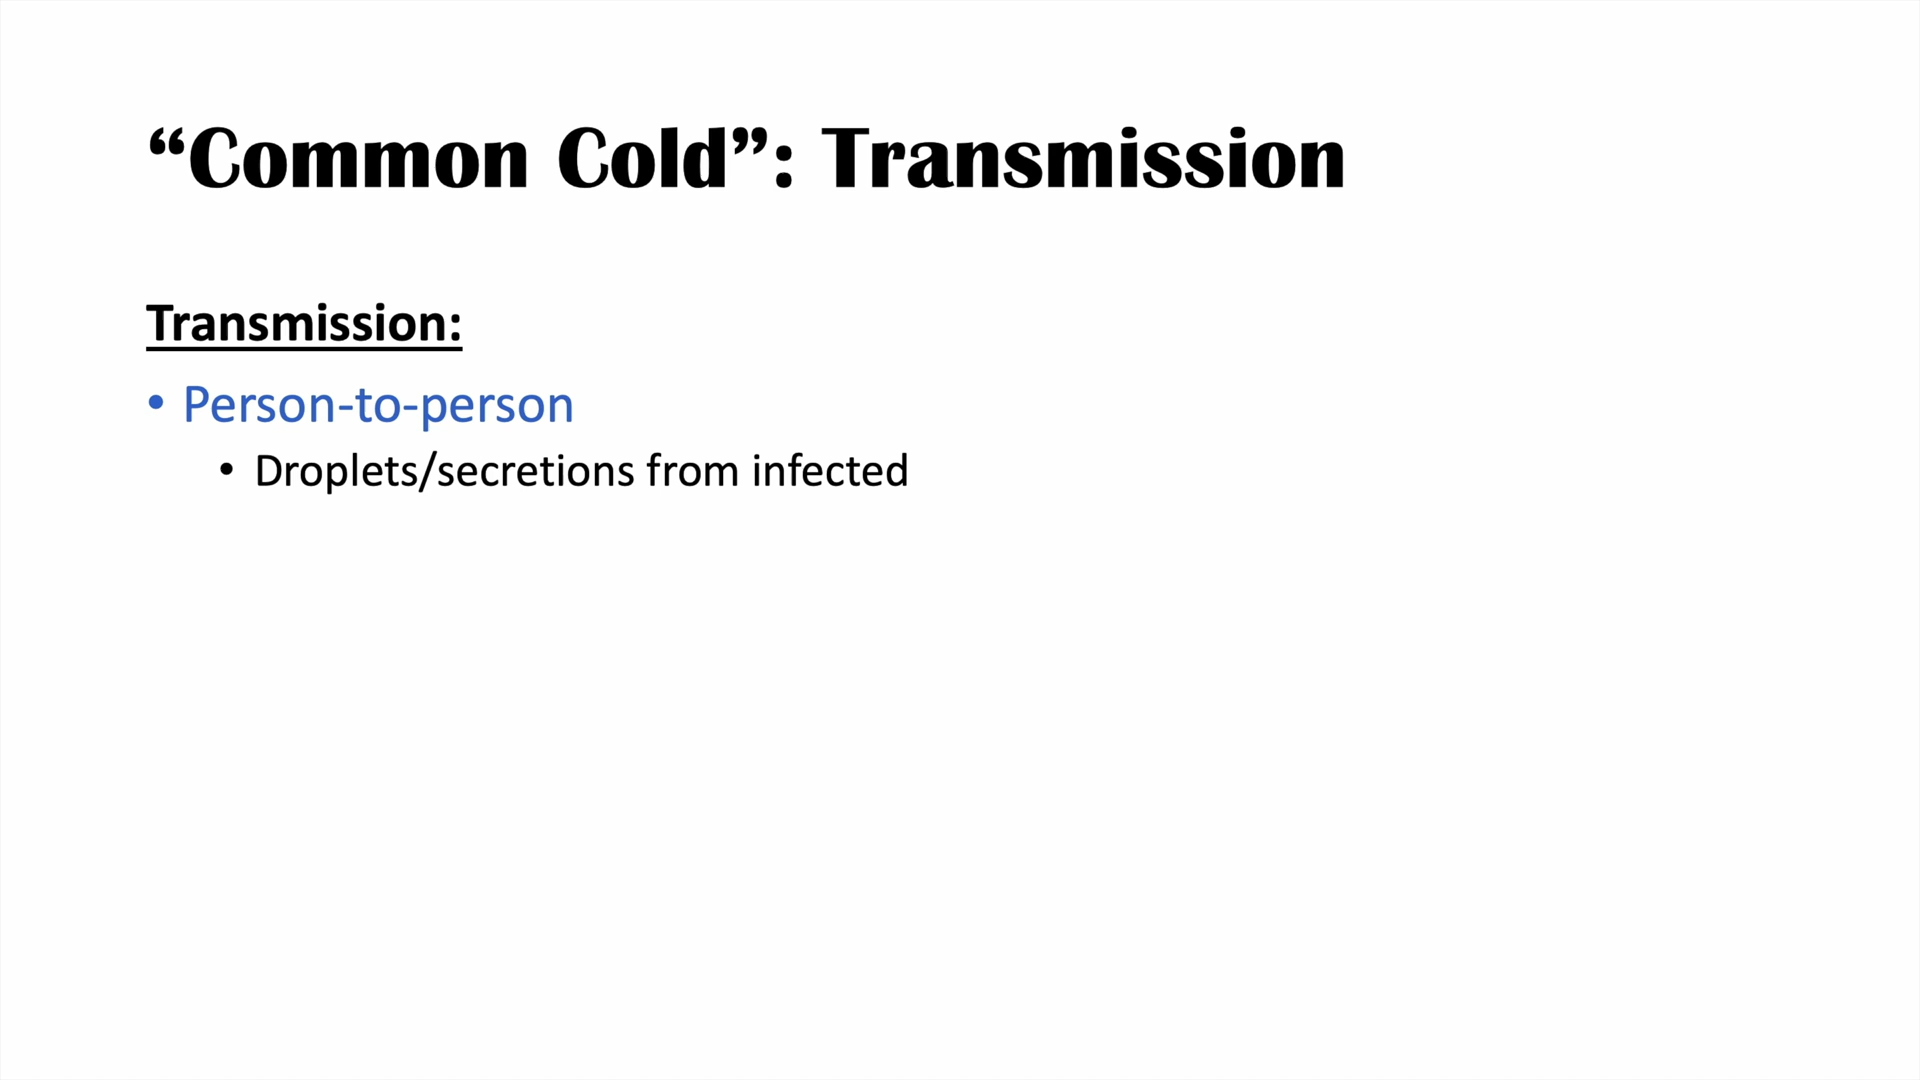 “Common Cold”: Transmission
Transmission:
• Person-to-person
• Droplets/secretions from infected